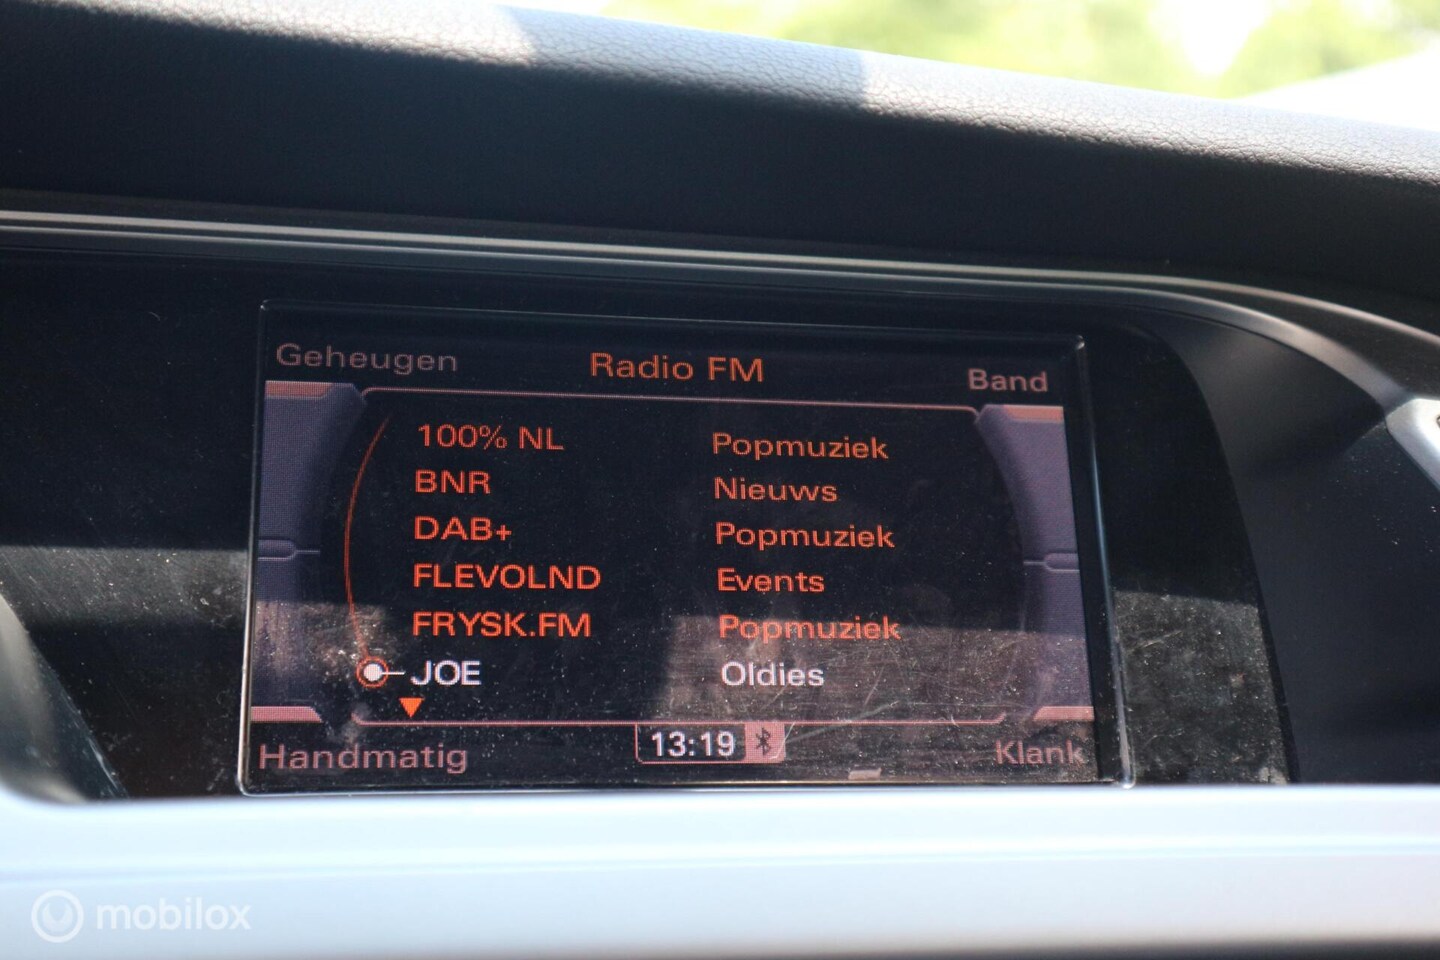 Geheugen Radio FM Band
100% NL Popmuziek
BNR Nieuws
DAB+ Popmuziek
FLEVOLND Events
FRYSK.FM Popmuziek
JOE Oldies
Handmatig 13:19 Klank
mobilox